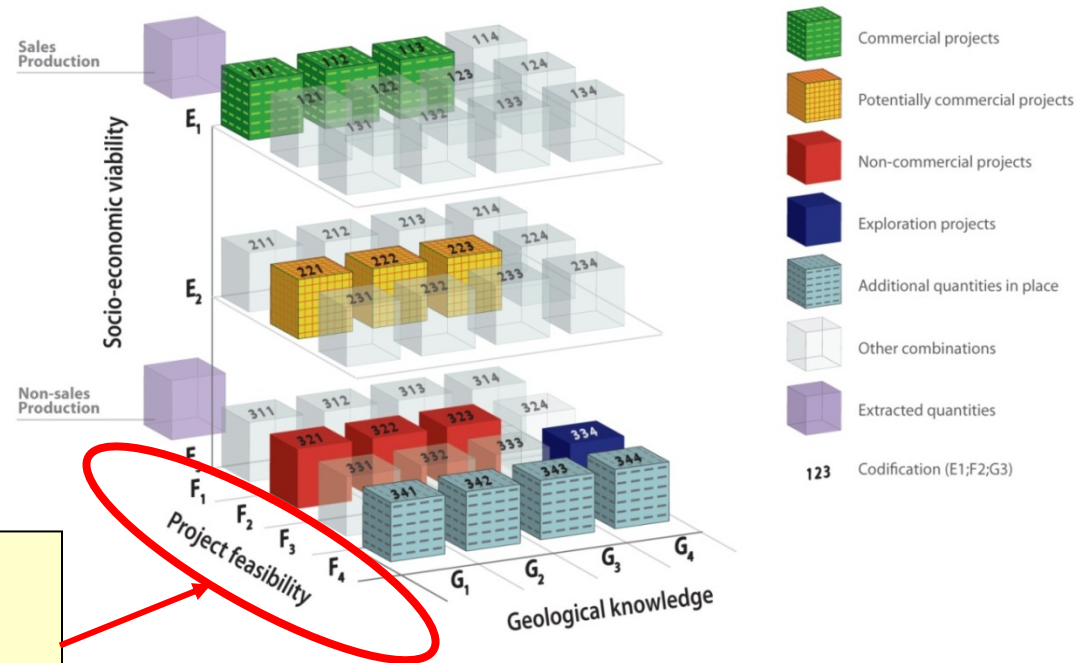 Sales
Production
Socio-economic viability
E1
111
112
113
114
121
122
123
124
131
132
133
134
E2
211
212
213
214
221
222
223
224
231
232
233
234
Non-sales
Production
311
312
313
314
321
322
323
324
331
332
333
334
341
342
343
344
F1
F2
F3
F4
Project feasibility
G1
G2
G3
G4
Geological knowledge
Commercial projects
Potentially commercial projects
Non-commercial projects
Exploration projects
Additional quantities in place
Other combinations
Extracted quantities
123 Codification (E1;F2;G3)